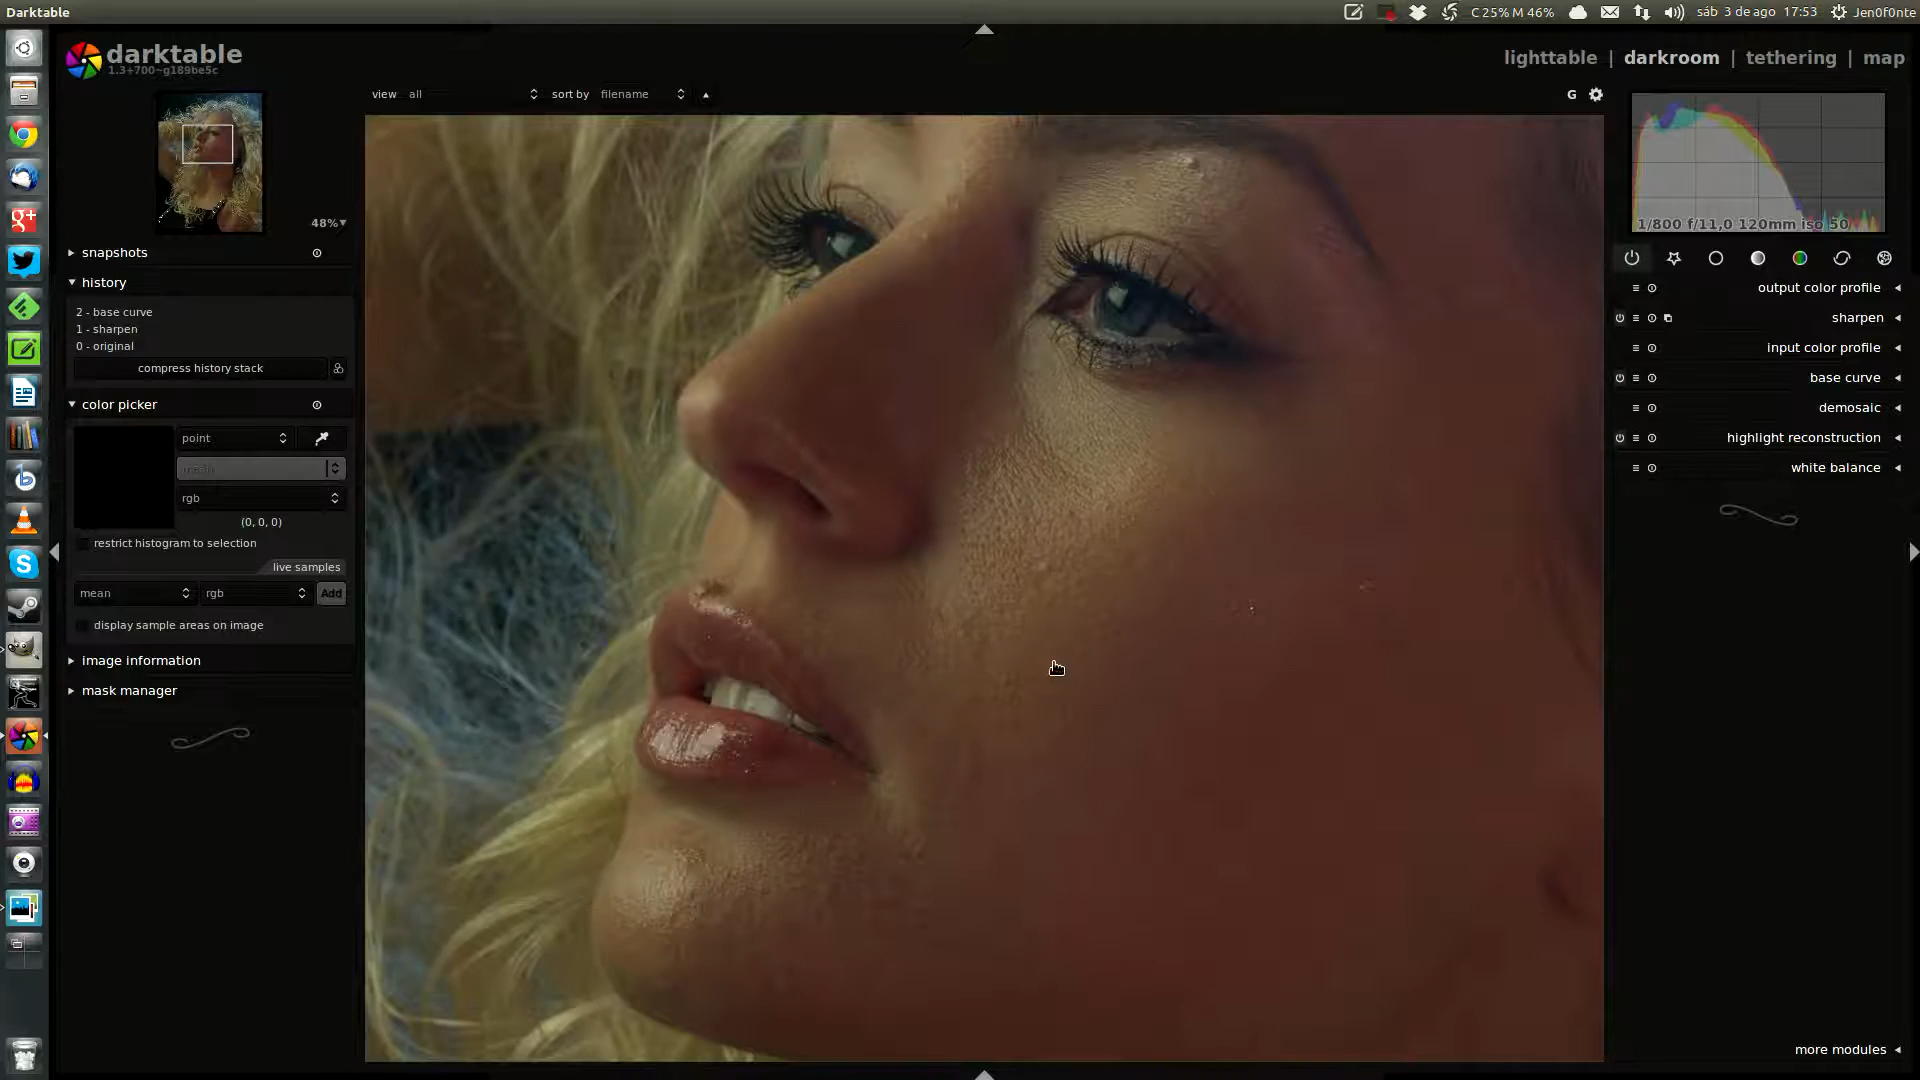 Darktable
C 25% M 46%
sáb 3 de ago 17:53
Jen0f0nte
darktable
1.3+700~g189be5c
lighttable | darkroom | tethering | map
view all
sort by filename
G
48%
1/800 f/11,0 120mm iso 50
snapshots
history
2 - base curve
1 - sharpen
0 - original
compress history stack
color picker
point
mean
rgb
(0, 0, 0)
restrict histogram to selection
live samples
mean rgb Add
display sample areas on image
image information
mask manager
output color profile
sharpen
input color profile
base curve
demosaic
highlight reconstruction
white balance
more modules